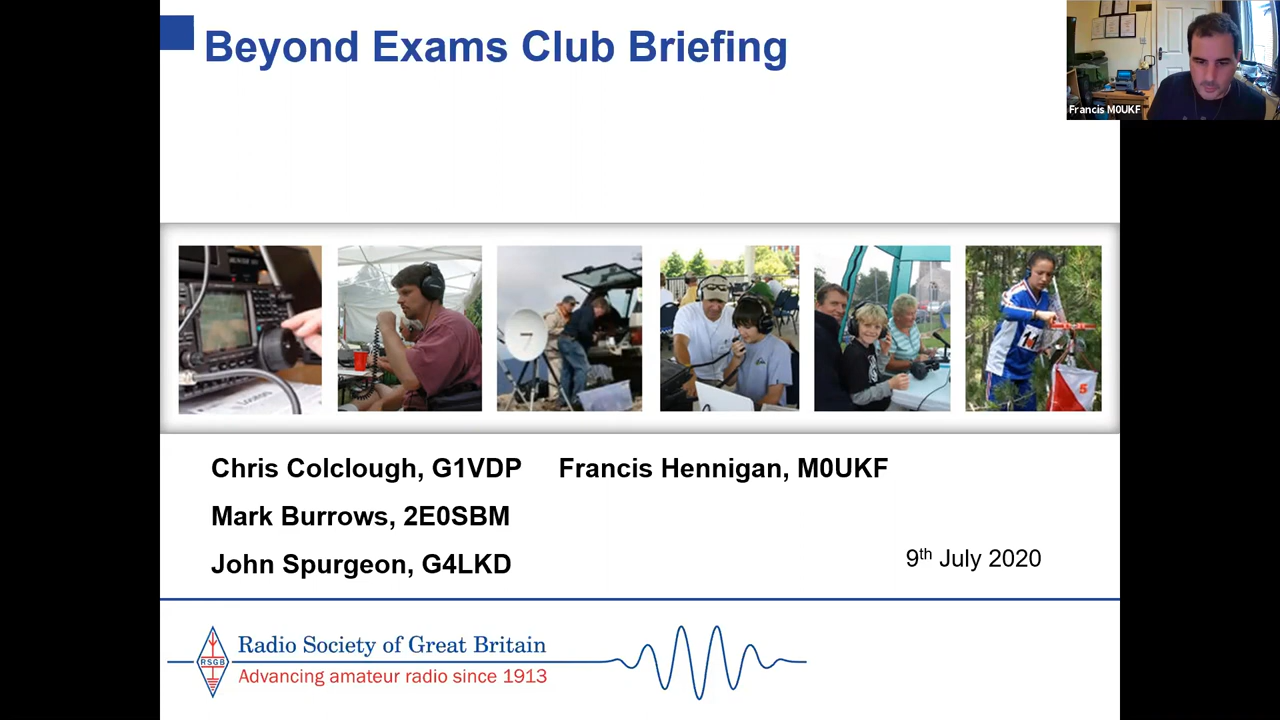 Beyond Exams Club Briefing
Francis M0UKF
Chris Colclough, G1VDP
Francis Hennigan, M0UKF
Mark Burrows, 2E0SBM
John Spurgeon, G4LKD
9th July 2020
RSGB
Radio Society of Great Britain
Advancing amateur radio since 1913
5